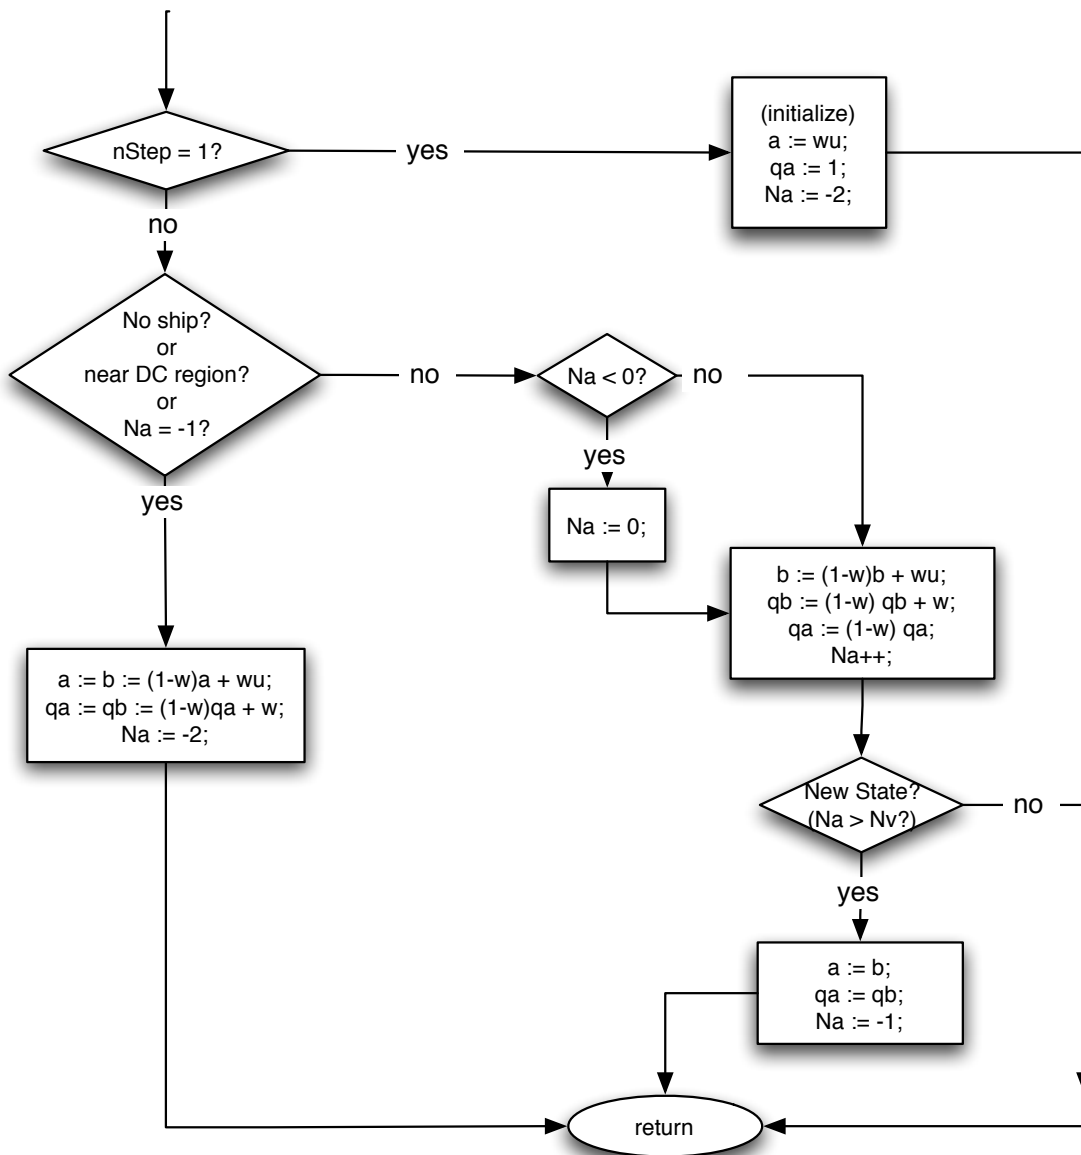 nStep = 1?
yes
(initialize)
a := wu;
qa := 1;
Na := -2;
no
No ship?
or
near DC region?
or
Na = -1?
no
Na < 0?
no
yes
yes
Na := 0;
b := (1-w)b + wu;
qb := (1-w) qb + w;
qa := (1-w) qa;
Na++;
a := b := (1-w)a + wu;
qa := qb := (1-w)qa + w;
Na := -2;
New State?
(Na > Nv?)
no
yes
a := b;
qa := qb;
Na := -1;
return